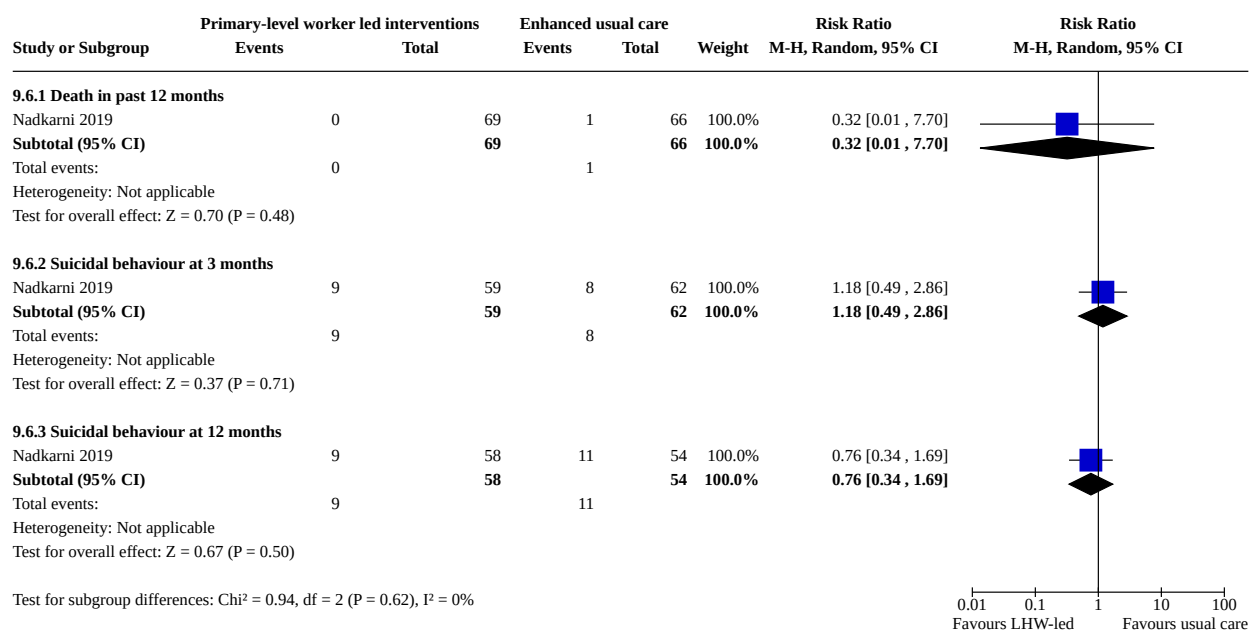 Primary-level worker led interventions Enhanced usual care Risk Ratio Risk Ratio
Study or Subgroup Events Total Events Total Weight M-H, Random, 95% CI M-H, Random, 95% CI
9.6.1 Death in past 12 months
Nadkarni 2019 0 69 1 66 100.0% 0.32 [0.01 , 7.70]
Subtotal (95% CI) 69 66 100.0% 0.32 [0.01 , 7.70]
Total events: 0 1
Heterogeneity: Not applicable
Test for overall effect: Z = 0.70 (P = 0.48)
9.6.2 Suicidal behaviour at 3 months
Nadkarni 2019 9 59 8 62 100.0% 1.18 [0.49 , 2.86]
Subtotal (95% CI) 59 62 100.0% 1.18 [0.49 , 2.86]
Total events: 9 8
Heterogeneity: Not applicable
Test for overall effect: Z = 0.37 (P = 0.71)
9.6.3 Suicidal behaviour at 12 months
Nadkarni 2019 9 58 11 54 100.0% 0.76 [0.34 , 1.69]
Subtotal (95% CI) 58 54 100.0% 0.76 [0.34 , 1.69]
Total events: 9 11
Heterogeneity: Not applicable
Test for overall effect: Z = 0.67 (P = 0.50)
Test for subgroup differences: Chi² = 0.94, df = 2 (P = 0.62), I² = 0%
0.01 0.1 1 10 100
Favours LHW-led Favours usual care